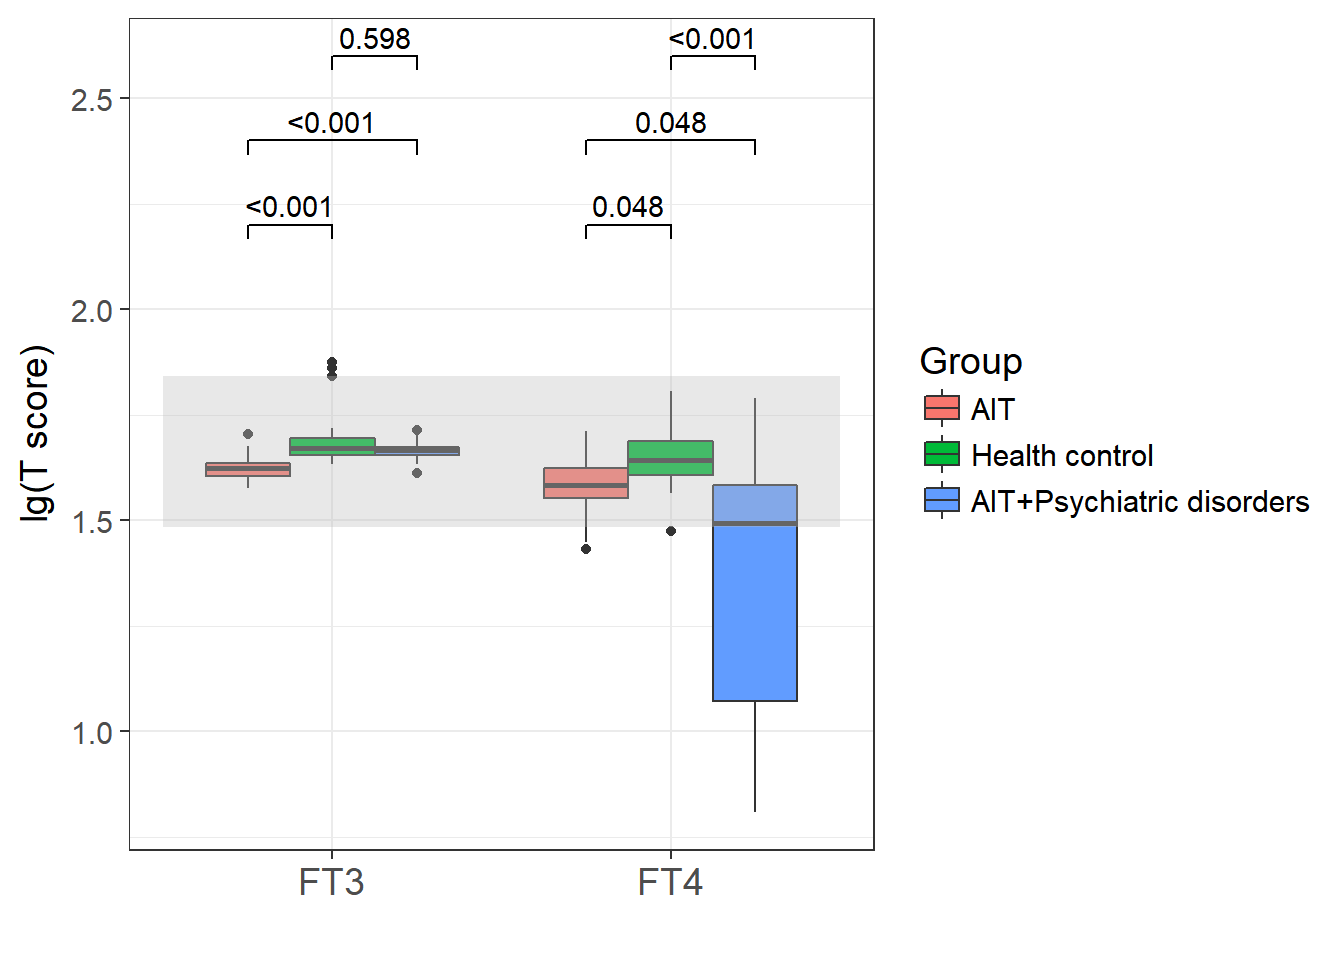 0.598
<0.001
2.5
<0.001
0.048
<0.001
0.048
2.0
lg(T score)
1.5
1.0
FT3
FT4
Group
AIT
Health control
AIT+Psychiatric disorders